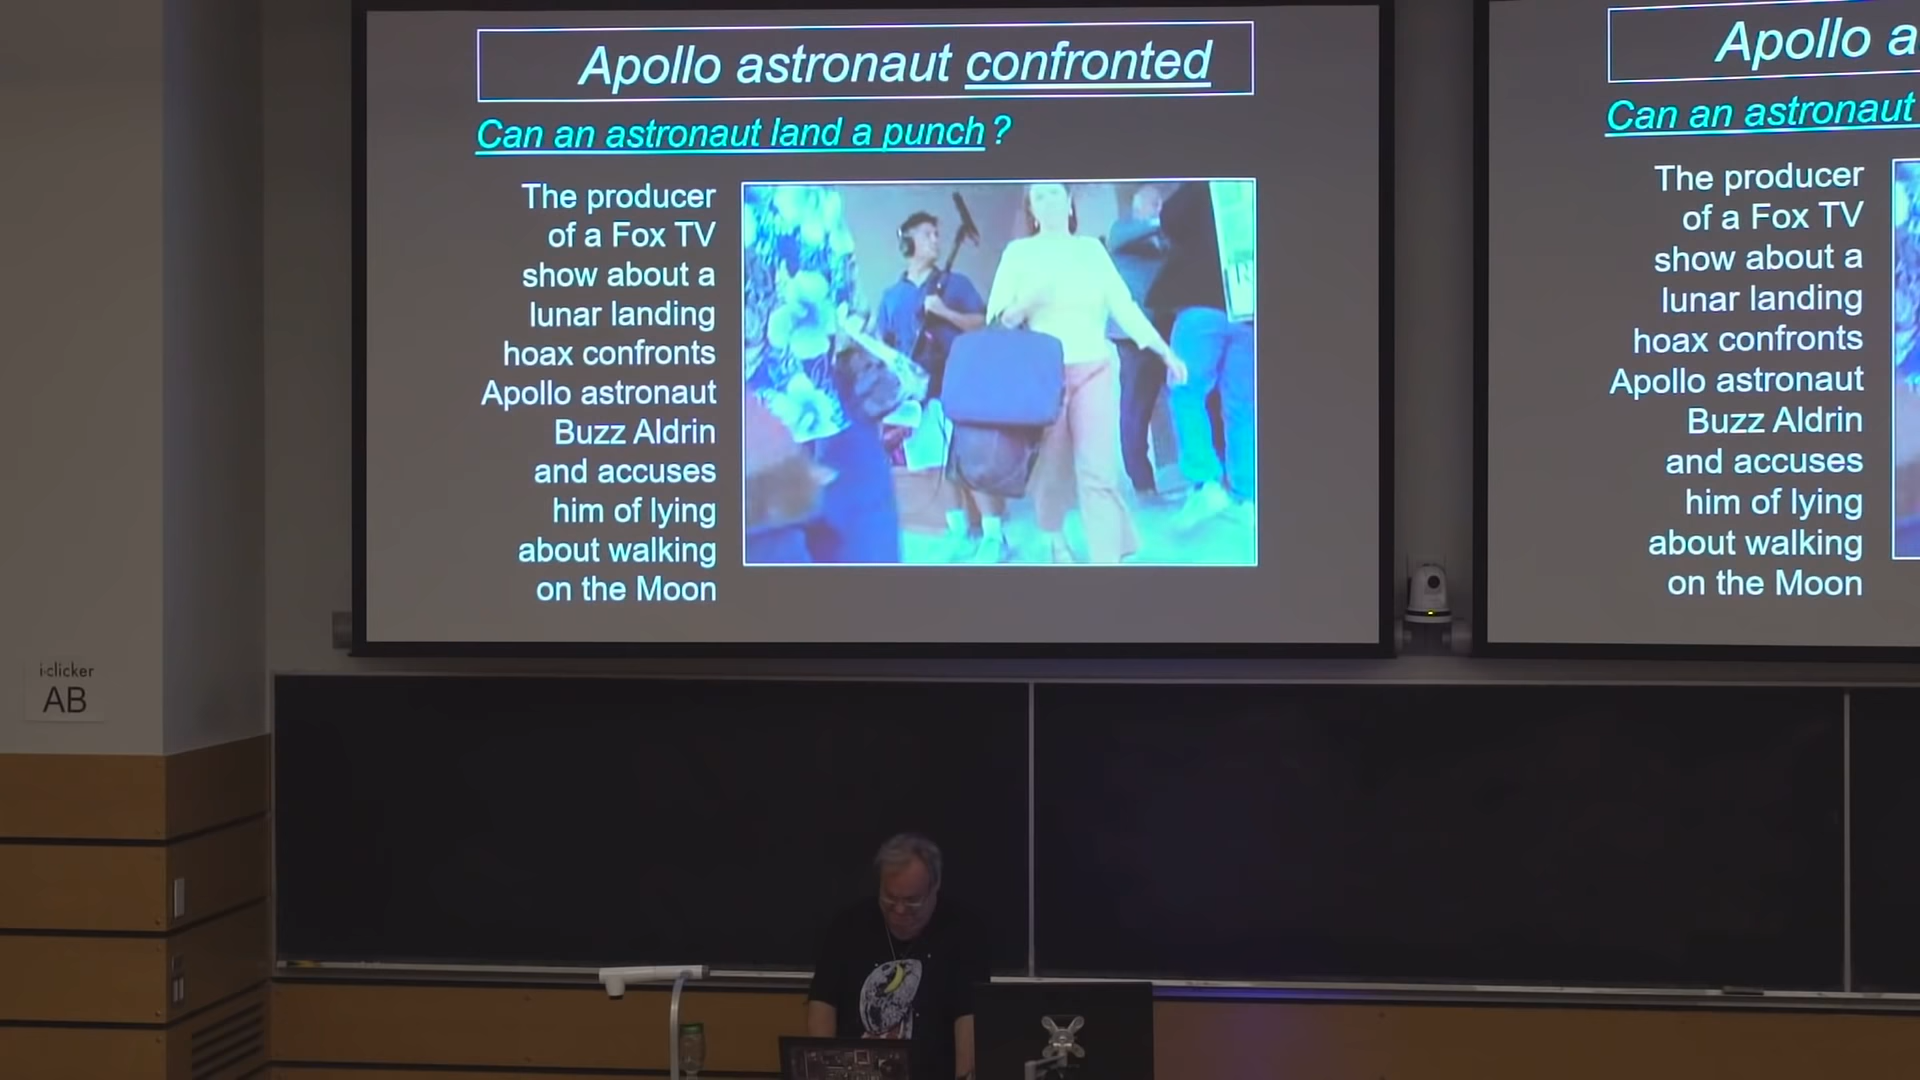 Apollo astronaut confronted
Can an astronaut land a punch ?
The producer
of a Fox TV
show about a
lunar landing
hoax confronts
Apollo astronaut
Buzz Aldrin
and accuses
him of lying
about walking
on the Moon
Apollo a
Can an astronaut
The producer
of a Fox TV
show about a
lunar landing
hoax confronts
Apollo astronaut
Buzz Aldrin
and accuses
him of lying
about walking
on the Moon
i-clicker
AB